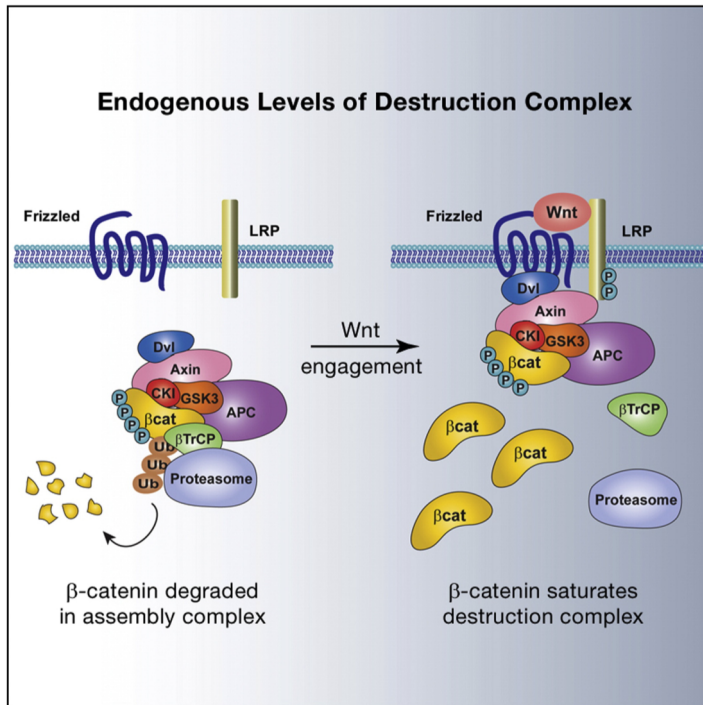 Endogenous Levels of Destruction Complex
Frizzled
LRP
Dvl
Axin
CKI
GSK3
APC
βcat
P
P
P
P
βTrCP
Ub
Ub
Ub
Proteasome
β-catenin degraded
in assembly complex
Wnt
engagement
Frizzled
Wnt
LRP
P
P
Dvl
Axin
CKI
GSK3
APC
βcat
P
P
P
P
βTrCP
βcat
βcat
βcat
Proteasome
β-catenin saturates
destruction complex